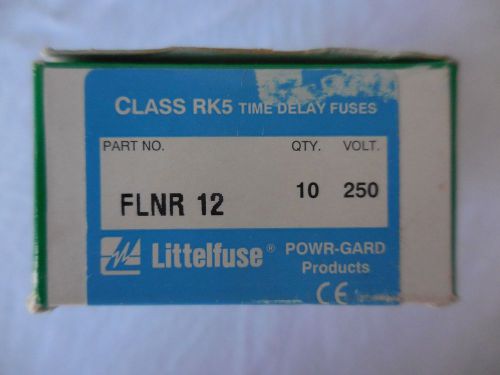 CLASS RK5 TIME DELAY FUSES
PART NO. QTY. VOLT.
FLNR 12 10 250
Littelfuse® POWR-GARD
Products
CE